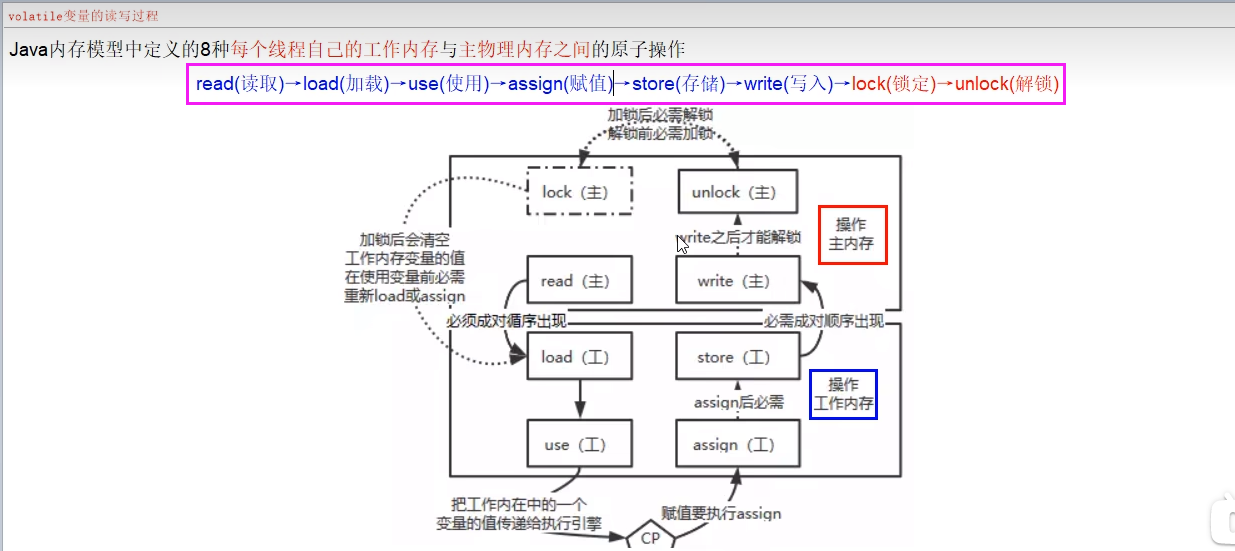 volatile变量的读写过程
Java内存模型中定义的8种每个线程自己的工作内存与主物理内存之间的原子操作
read(读取)→load(加载)→use(使用)→assign(赋值)→store(存储)→write(写入)→lock(锁定)→unlock(解锁)
加锁后必需解锁
解锁前必需加锁
lock（主）
unlock（主）
操作
主内存
write之后才能解锁
加锁后会清空
工作内存变量的值
在使用变量前必需
重新load或assign
read（主）
write（主）
必须成对循序出现
必需成对顺序出现
load（工）
store（工）
操作
工作内存
assign后必需
use（工）
assign（工）
把工作内在中的一个
变量的值传递给执行引擎
赋值要执行assign
CP